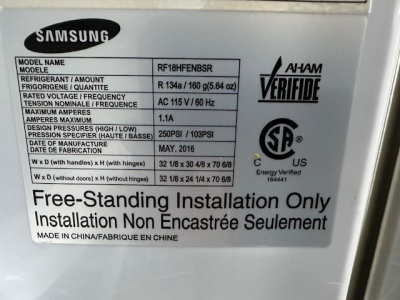 SAMSUNG
MODEL NAME
MODELE
RF18HFENBSR
REFRIGERANT / AMOUNT
FRIGORIGENE / QUANTITE
R 134a / 160 g(5.64 oz)
RATED VOLTAGE / FREQUENCY
TENSION NOMINALE / FRECUENCY
AC 115 V / 60 Hz
MAXIMUM AMPERES
AMPERES MAXIMUM
1.1A
DESIGN PRESSURES (HIGH / LOW)
PRESSION SPECIFIER (HAUTE / BASSE)
250PSI / 103PSI
DATE OF MANUFACTURE
DATE DE FABRICATION
MAY. 2016
W x D (with handles) x H (with hinges)
32 1/8 x 30 4/8 x 70 6/8
W x D (without doors) x H (without hinges)
32 1/8 x 24 1/4 x 70 6/8
AHAM
VERIFIDE
C US
Energy Verified
164441
Free-Standing Installation Only
Installation Non Encastrée Seulement
MADE IN CHINA/FABRIQUE EN CHINE